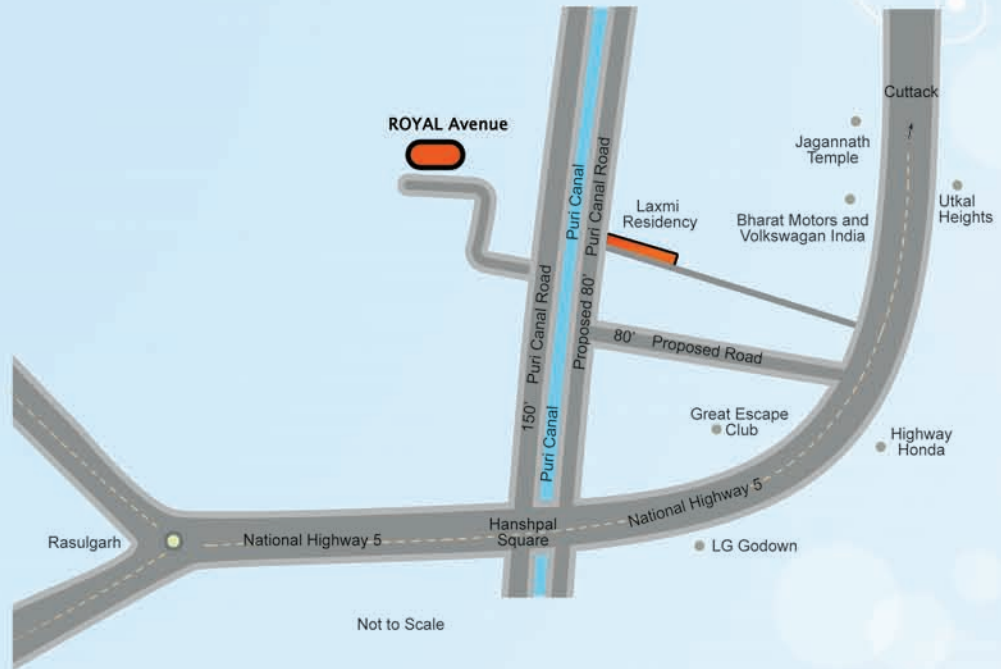 Cuttack
ROYAL Avenue
Jagannath
Temple
Puri Canal
Puri Canal Road
Laxmi
Residency
Utkal
Heights
Bharat Motors and
Volkswagan India
Proposed 80'
Puri Canal Road
150'
80' Proposed Road
Puri Canal
Great Escape
Club
Highway
Honda
National Highway 5
Hanshpal
Square
National Highway 5
Rasulgarh
LG Godown
Not to Scale